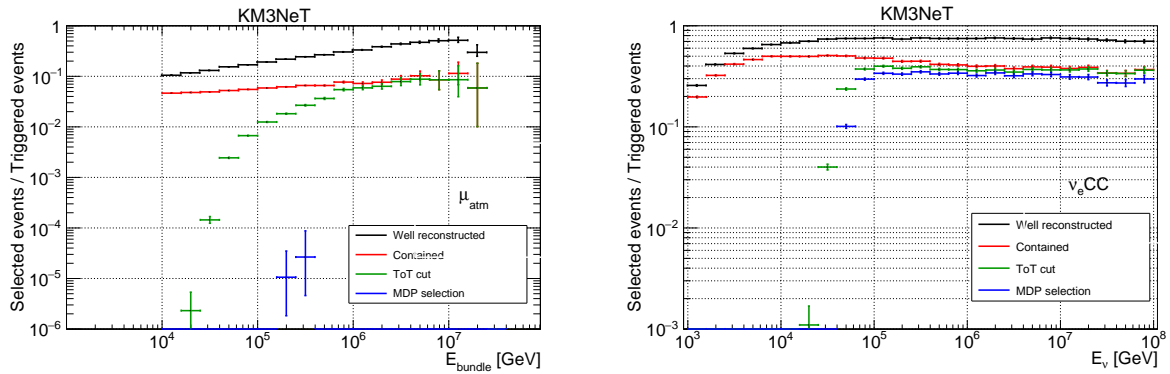 KM3NeT
Selected events / Triggered events
1
10⁻¹
10⁻²
10⁻³
10⁻⁴
10⁻⁵
10⁻⁶
μatm
Well reconstructed
Contained
ToT cut
MDP selection
10⁴ 10⁵ 10⁶ 10⁷
Ebundle [GeV]
KM3NeT
Selected events / Triggered events
1
10⁻¹
10⁻²
10⁻³
νeCC
Well reconstructed
Contained
ToT cut
MDP selection
10³ 10⁴ 10⁵ 10⁶ 10⁷ 10⁸
Eν [GeV]